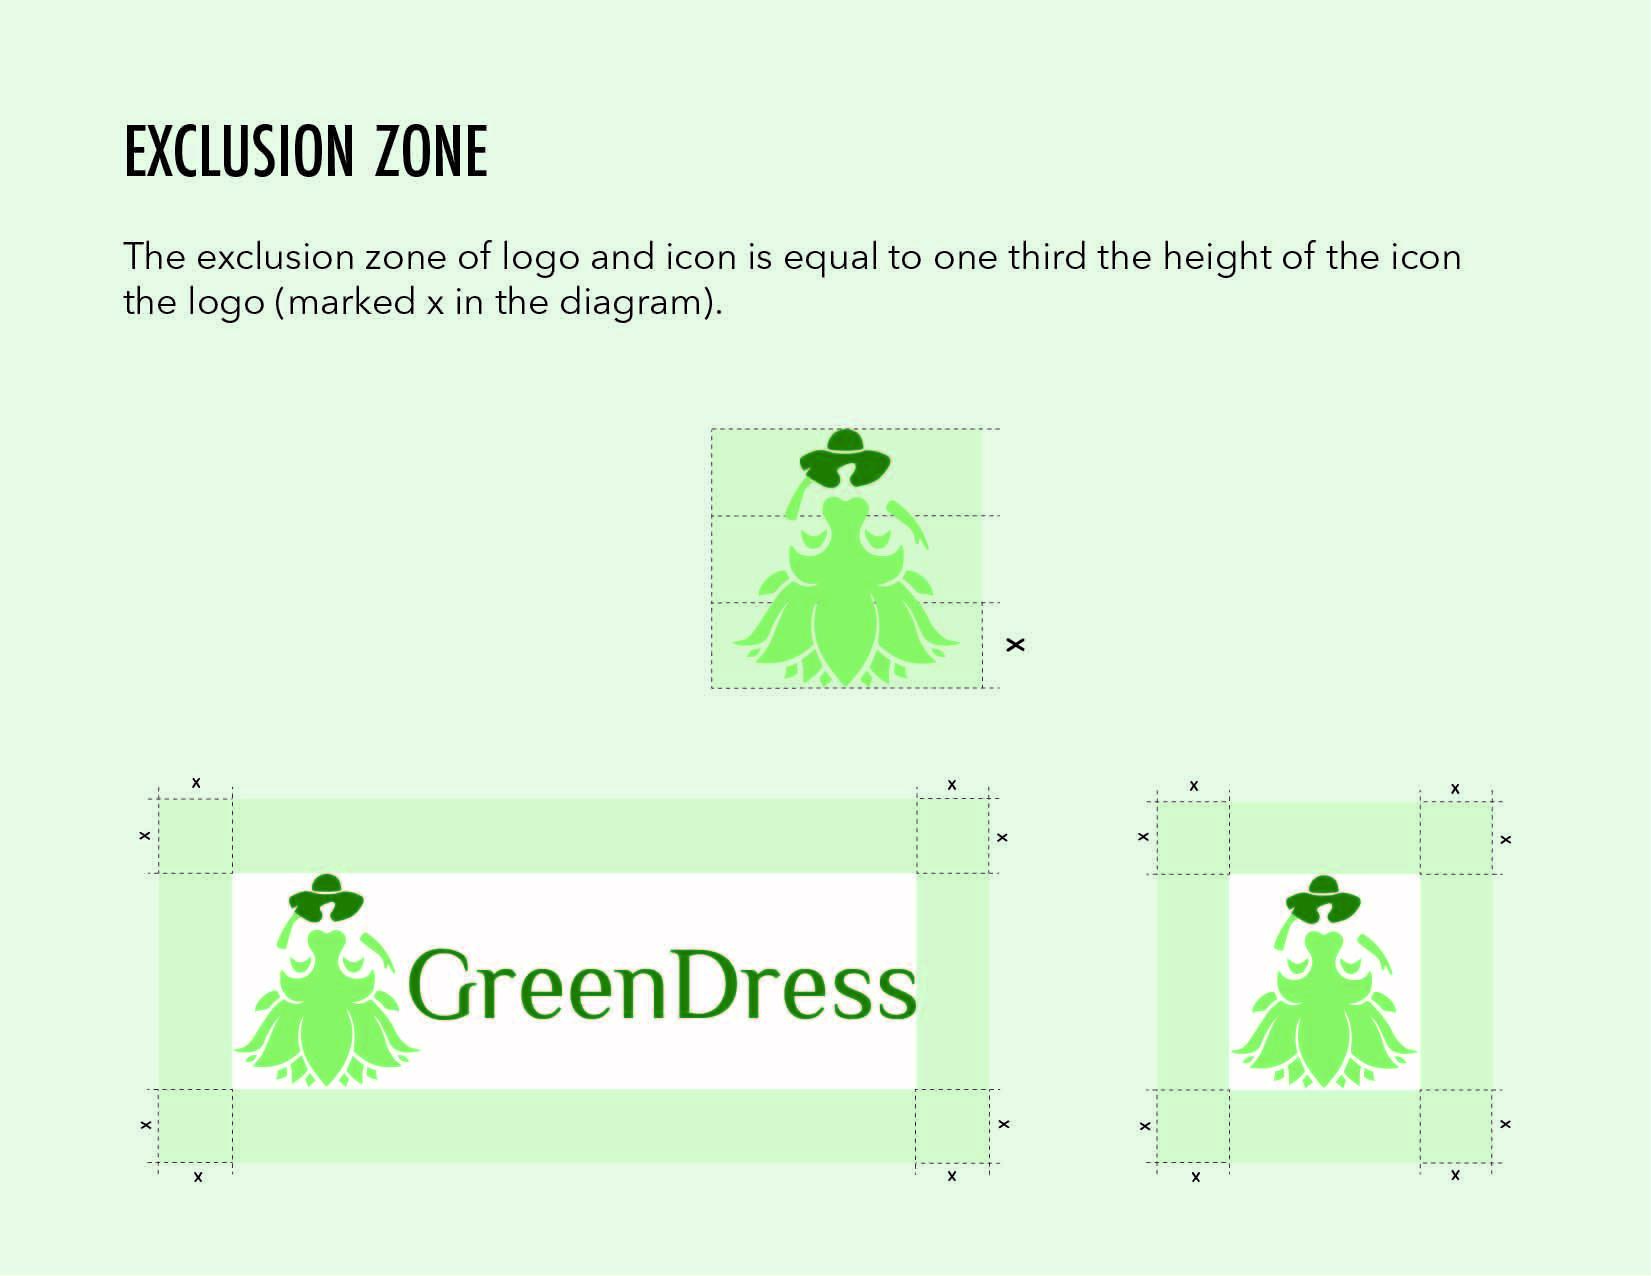 EXCLUSION ZONE
The exclusion zone of logo and icon is equal to one third the height of the icon
the logo (marked x in the diagram).
x
x
x
x
x
x
x
x
x
GreenDress
x
x
x
x
x
x
x
x